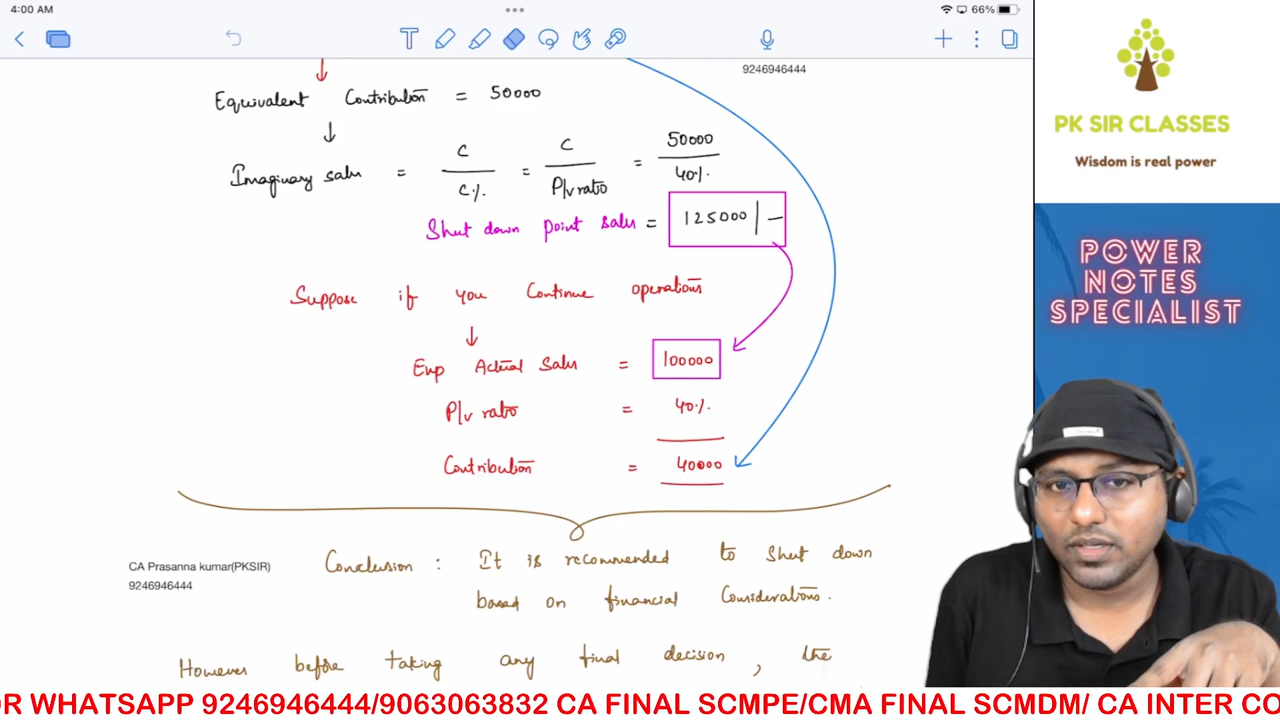 4:00 AM
66%
9246946444
Equivalent Contribution = 50000
Imaginary sales = C / C% = C / P/v ratio = 50000 / 40%
Shut down point sales = 125000/-
Suppose if you Continue operations
Exp Actual Sales = 100000
P/v ratio = 40%
Contribution = 40000
CA Prasanna kumar(PKSIR)
9246946444
Conclusion : It is recommended to shut down
based on financial Considerations.
However before taking any final decision, the
PK SIR CLASSES
Wisdom is real power
POWER
NOTES
SPECIALIST
OR WHATSAPP 9246946444/9063063832 CA FINAL SCMPE/CMA FINAL SCMDM/ CA INTER CO